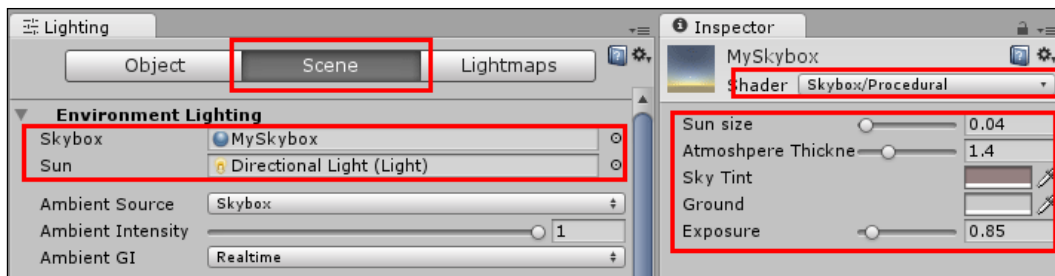 Lighting
Object
Scene
Lightmaps
Environment Lighting
Skybox
MySkybox
Sun
Directional Light (Light)
Ambient Source
Skybox
Ambient Intensity
1
Ambient GI
Realtime
Inspector
MySkybox
Shader
Skybox/Procedural
Sun size
0.04
Atmoshpere Thickne
1.4
Sky Tint
Ground
Exposure
0.85